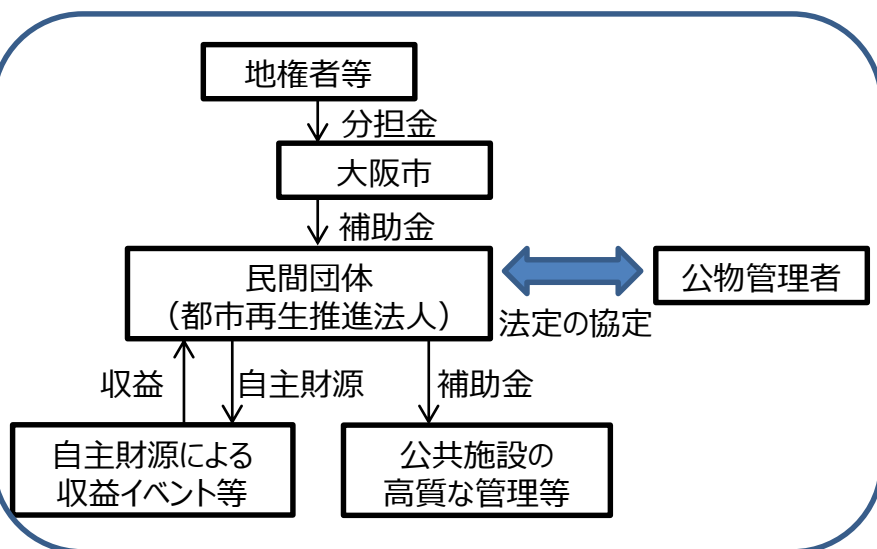 地権者等
分担金
大阪市
補助金
民間団体
（都市再生推進法人）
公物管理者
法定の協定
収益
自主財源
補助金
自主財源による
収益イベント等
公共施設の
高質な管理等